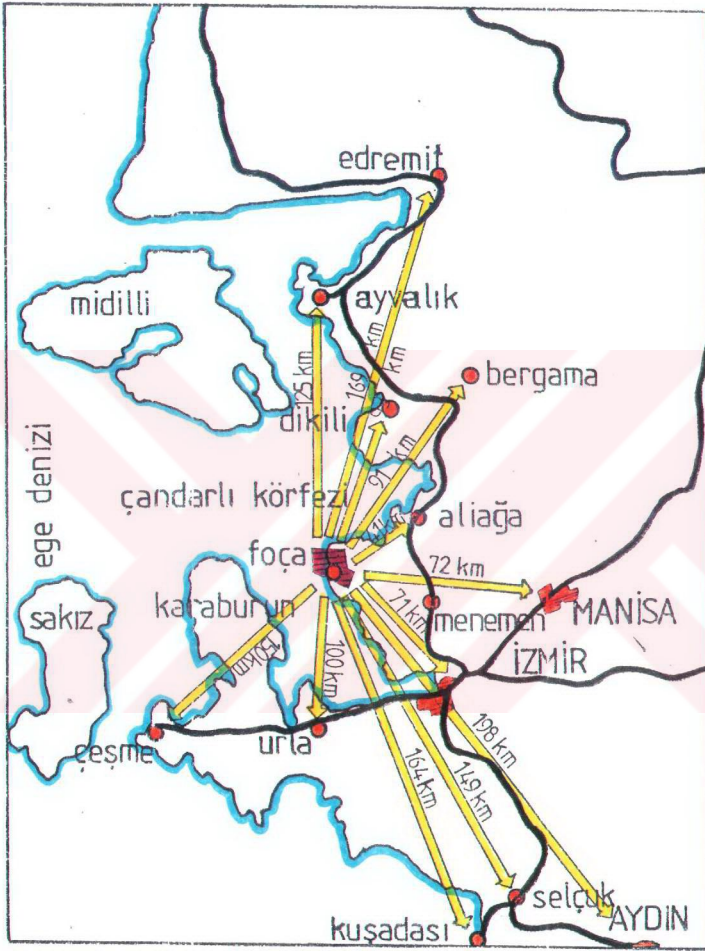 edremit
midilli
ayvalık
125 km
169 km
km
bergama
dikili
91 km
ege denizi
çandarlı körfezi
aliağa
foça
72 km
sakız
karaburun
71 km
menemen
MANİSA
İZMİR
150km
100km
çeşme
urla
198 km
164 km
149 km
selçuk
AYDIN
kuşadası